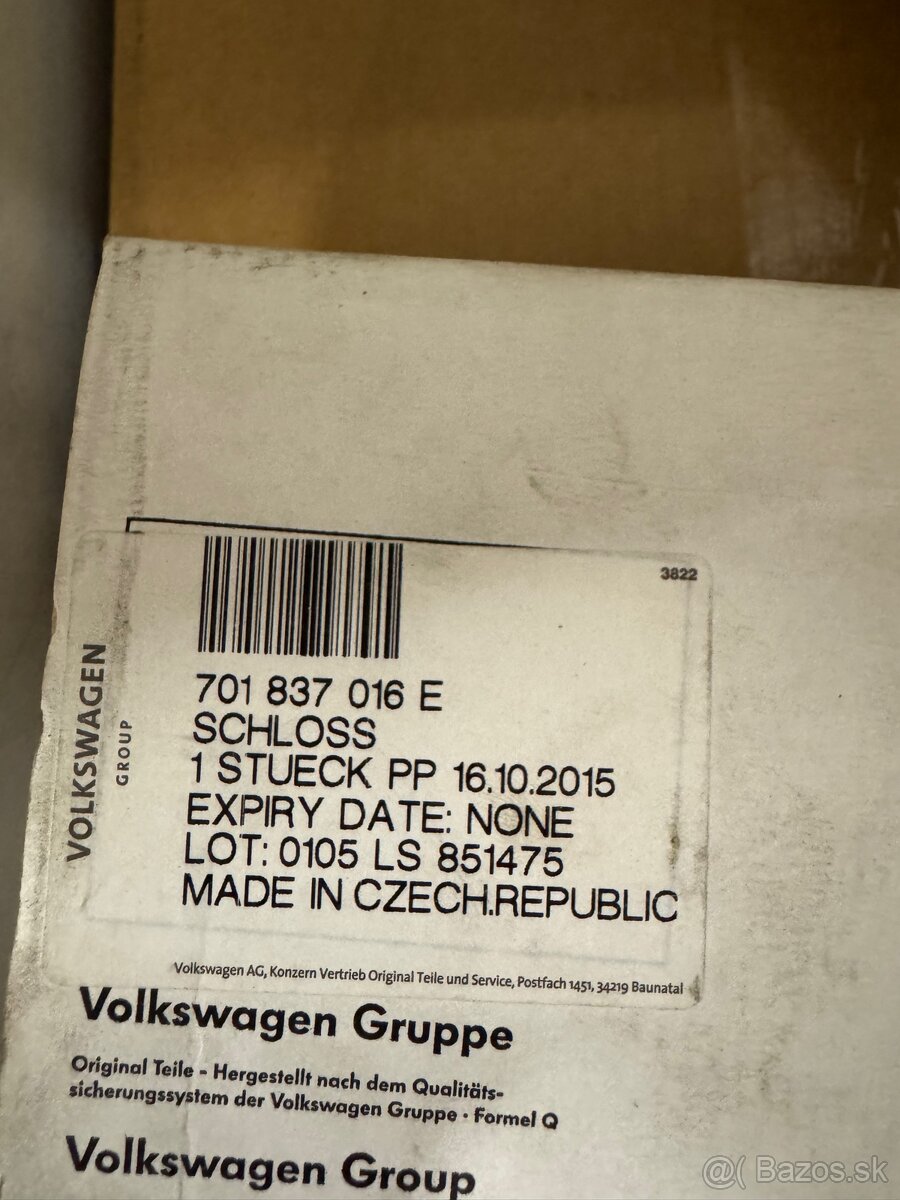 3822
701 837 016 E
SCHLOSS
1 STUECK PP 16.10.2015
EXPIRY DATE: NONE
LOT: 0105 LS 851475
MADE IN CZECH.REPUBLIC
VOLKSWAGEN
GROUP
Volkswagen AG, Konzern Vertrieb Original Teile und Service, Postfach 1451, 34219 Baunatal
Volkswagen Gruppe
Original Teile - Hergestellt nach dem Qualitäts-
sicherungssystem der Volkswagen Gruppe · Formel Q
Volkswagen Group
@( Bazos.sk